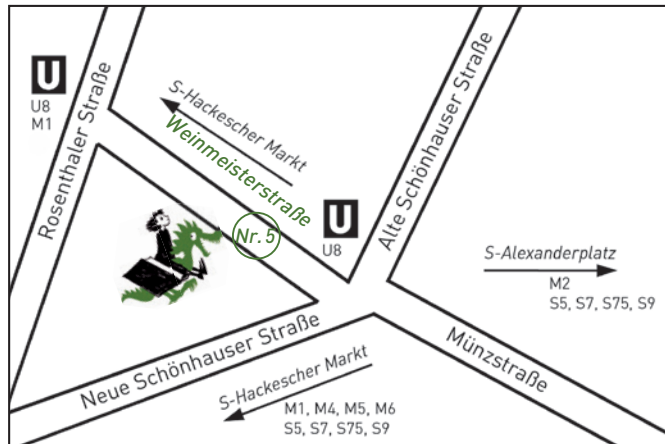 U
U8
M1
Rosenthaler Straße
S-Hackescher Markt
Weinmeisterstraße
Nr. 5
U
U8
Alte Schönhauser Straße
S-Alexanderplatz
M2
S5, S7, S75, S9
Neue Schönhauser Straße
Münzstraße
S-Hackescher Markt
M1, M4, M5, M6
S5, S7, S75, S9